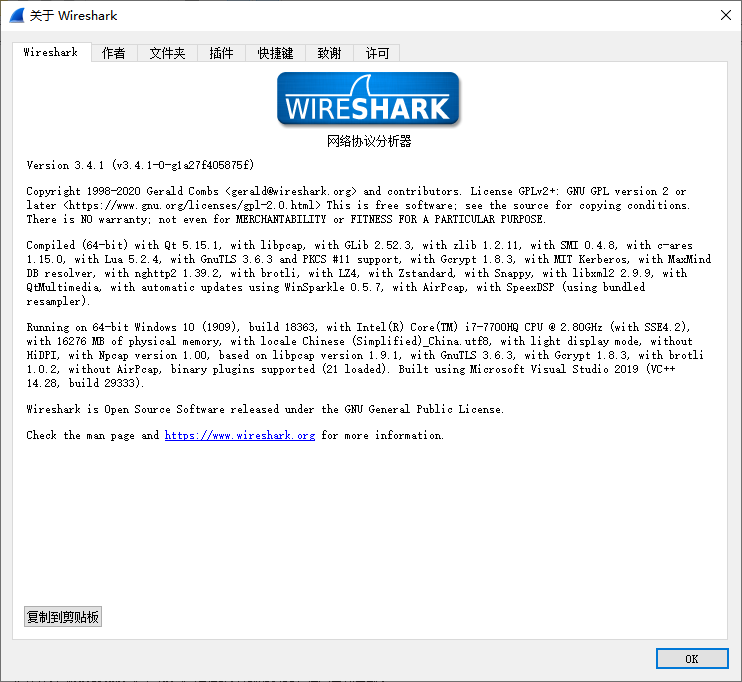 关于 Wireshark
Wireshark 作者 文件夹 插件 快捷键 致谢 许可
WIRESHARK
网络协议分析器
Version 3.4.1 (v3.4.1-0-g1a27f405875f)
Copyright 1998-2020 Gerald Combs <gerald@wireshark.org> and contributors. License GPLv2+: GNU GPL version 2 or
later <https://www.gnu.org/licenses/gpl-2.0.html> This is free software; see the source for copying conditions.
There is NO warranty; not even for MERCHANTABILITY or FITNESS FOR A PARTICULAR PURPOSE.
Compiled (64-bit) with Qt 5.15.1, with libpcap, with GLib 2.52.3, with zlib 1.2.11, with SMI 0.4.8, with c-ares
1.15.0, with Lua 5.2.4, with GnuTLS 3.6.3 and PKCS #11 support, with Gcrypt 1.8.3, with MIT Kerberos, with MaxMind
DB resolver, with nghttp2 1.39.2, with brotli, with LZ4, with Zstandard, with Snappy, with libxml2 2.9.9, with
QtMultimedia, with automatic updates using WinSparkle 0.5.7, with AirPcap, with SpeexDSP (using bundled
resampler).
Running on 64-bit Windows 10 (1909), build 18363, with Intel(R) Core(TM) i7-7700HQ CPU @ 2.80GHz (with SSE4.2),
with 16276 MB of physical memory, with locale Chinese (Simplified)_China.utf8, with light display mode, without
HiDPI, with Npcap version 1.00, based on libpcap version 1.9.1, with GnuTLS 3.6.3, with Gcrypt 1.8.3, with brotli
1.0.2, without AirPcap, binary plugins supported (21 loaded). Built using Microsoft Visual Studio 2019 (VC++
14.28, build 29333).
Wireshark is Open Source Software released under the GNU General Public License.
Check the man page and https://www.wireshark.org for more information.
复制到剪贴板
OK